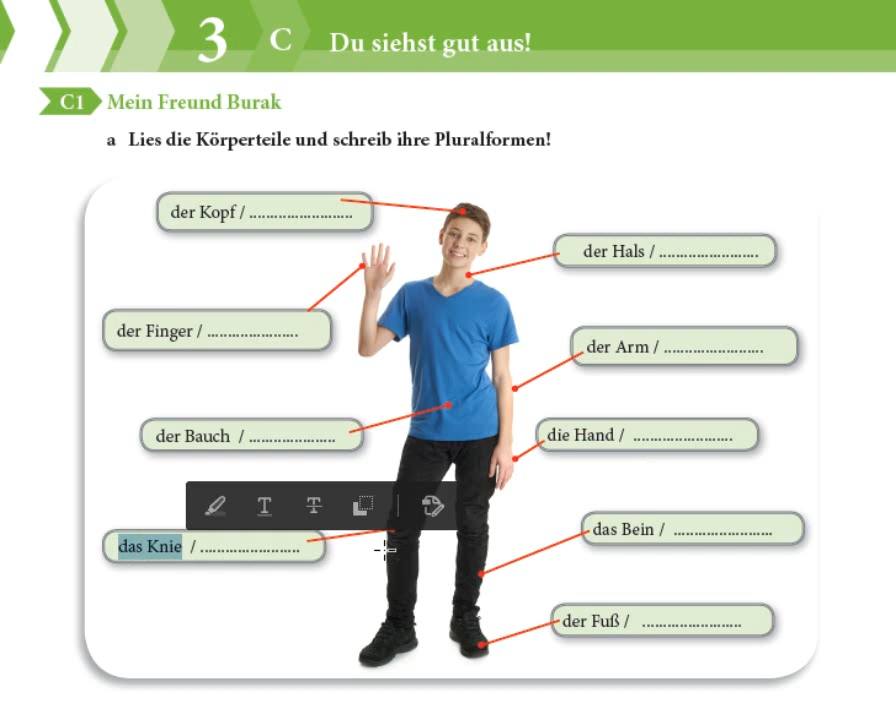 3 C Du siehst gut aus!
C1 Mein Freund Burak
a Lies die Körperteile und schreib ihre Pluralformen!
der Kopf / .........................
der Hals / ........................
der Finger / ......................
der Arm / ........................
der Bauch / .....................
die Hand / ........................
das Knie / ........................
das Bein / ........................
der Fuß / ........................